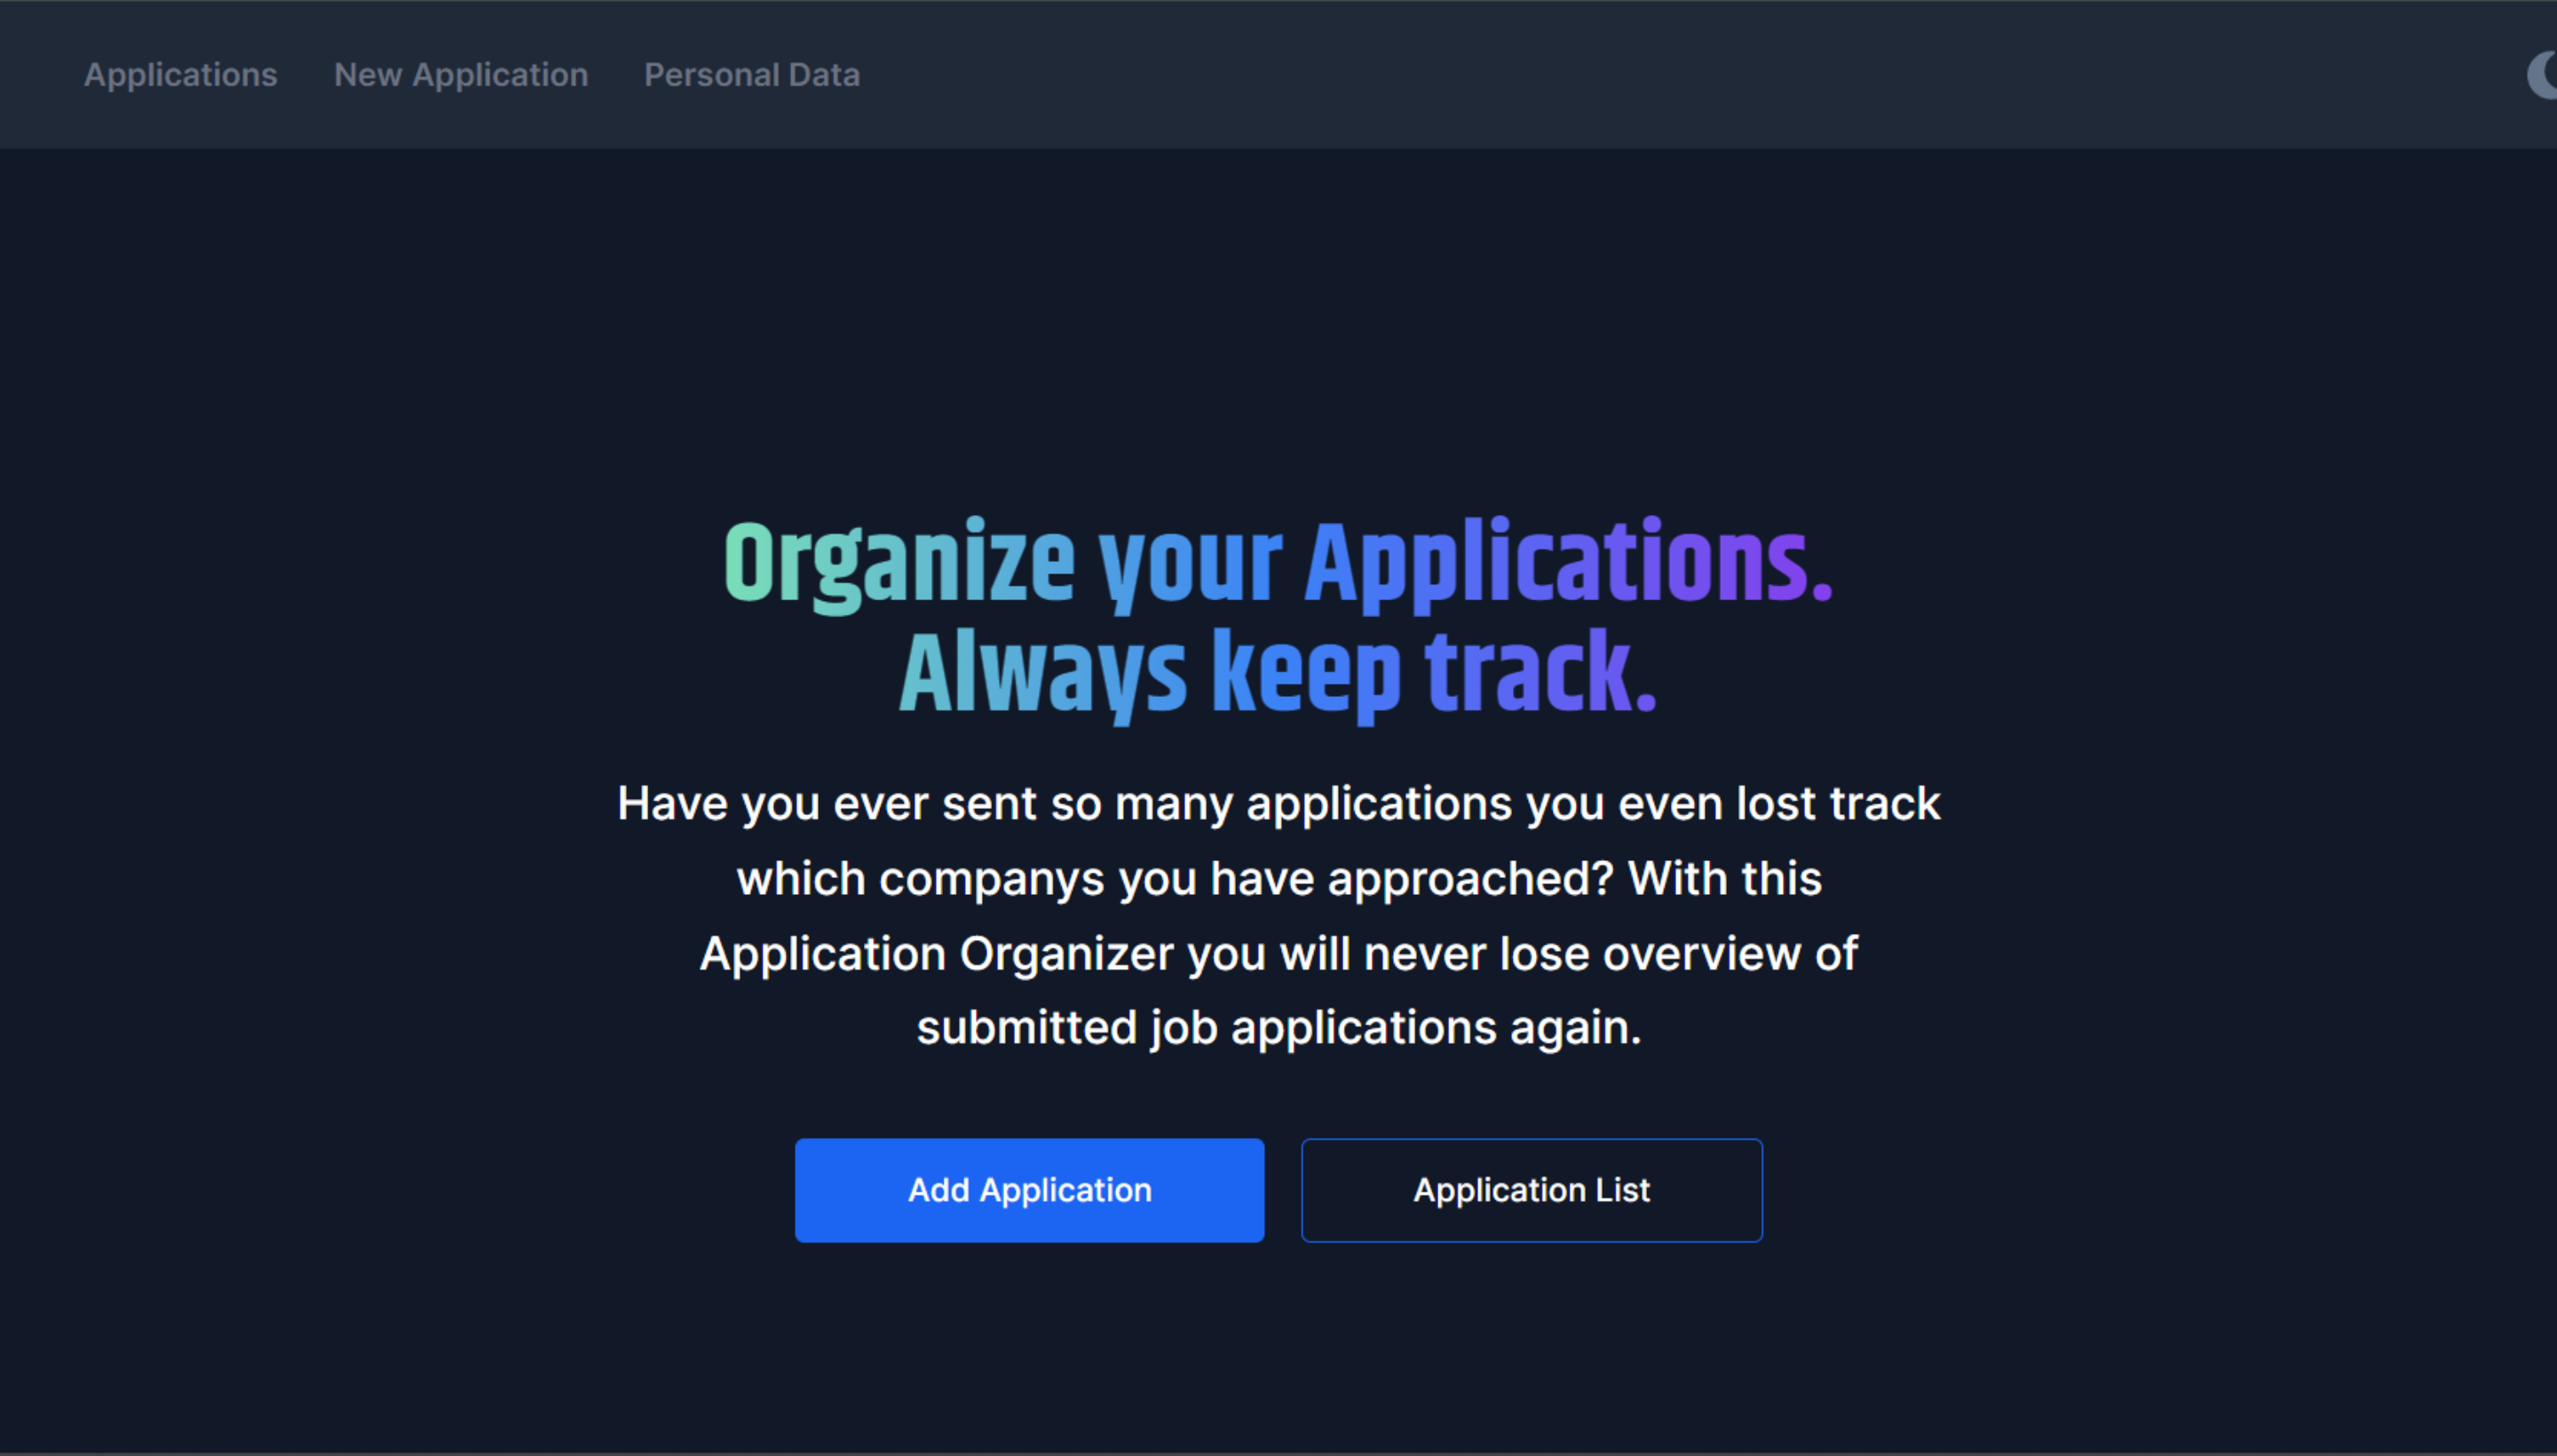 Applications New Application Personal Data
Organize your Applications.
Always keep track.
Have you ever sent so many applications you even lost track
which companys you have approached? With this
Application Organizer you will never lose overview of
submitted job applications again.
Add Application Application List